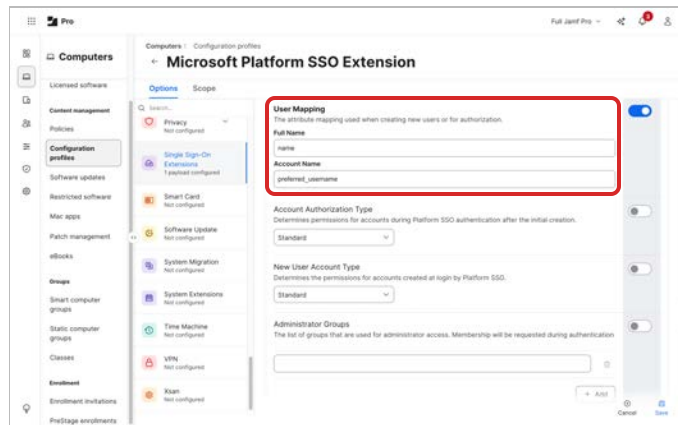 Pro
Full Jamf Pro
Computers
Licensed software
Content management
Policies
Configuration
profiles
Software updates
Restricted software
Mac apps
Patch management
eBooks
Groups
Smart computer
groups
Static computer
groups
Classes
Enrollment
Enrollment invitations
PreStage enrollments
Computers / Configuration profiles
← Microsoft Platform SSO Extension
Options Scope
Search...
Privacy
Not configured
Single Sign-On
Extensions
1 payload configured
Smart Card
Not configured
Software Update
Not configured
System Migration
Not configured
System Extensions
Not configured
Time Machine
Not configured
VPN
Not configured
Xsan
Not configured
User Mapping
The attribute mapping used when creating new users or for authorization.
Full Name
name
Account Name
preferred_username
Account Authorization Type
Determines permissions for accounts during Platform SSO authentication after the initial creation.
Standard
New User Account Type
Determines the permissions for accounts created at login by Platform SSO.
Standard
Administrator Groups
The list of groups that are used for administrator access. Membership will be requested during authentication
+ Add
Cancel
Save